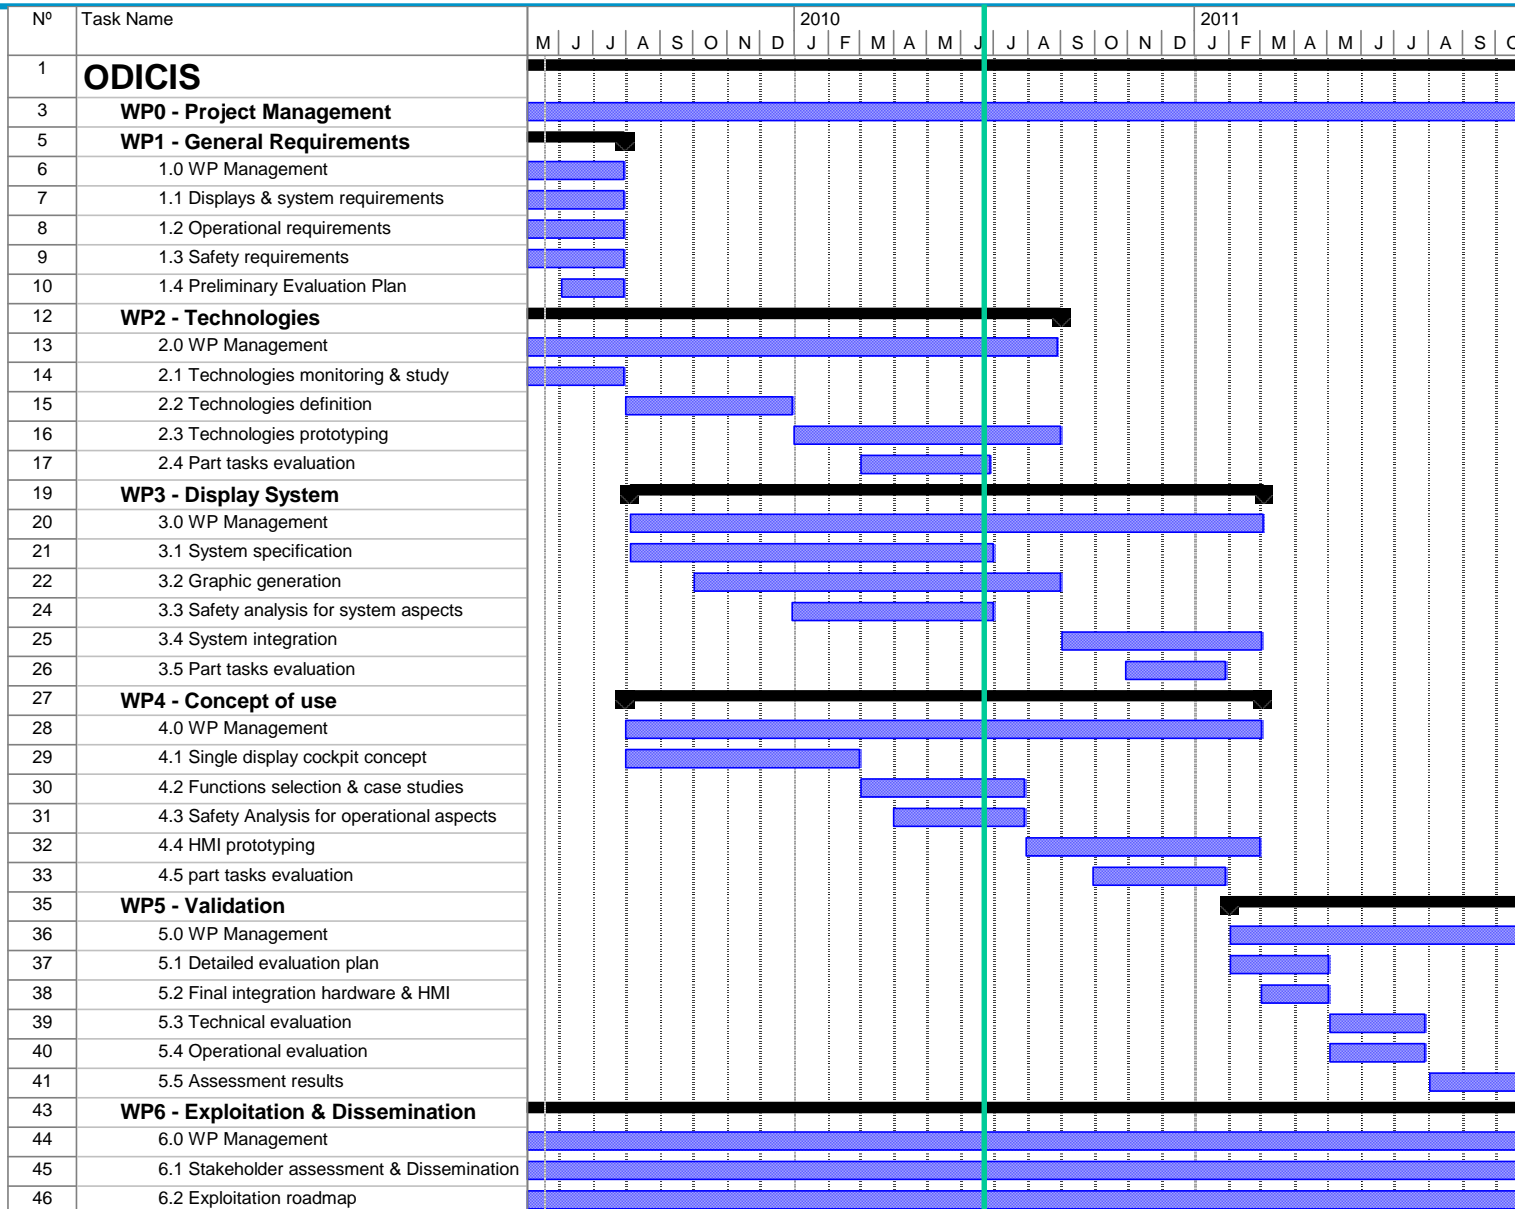 Nº Task Name 2010 2011
M J J A S O N D J F M A M J J A S O N D J F M A M J J A S O
1 ODICIS
3 WP0 - Project Management
5 WP1 - General Requirements
6 1.0 WP Management
7 1.1 Displays & system requirements
8 1.2 Operational requirements
9 1.3 Safety requirements
10 1.4 Preliminary Evaluation Plan
12 WP2 - Technologies
13 2.0 WP Management
14 2.1 Technologies monitoring & study
15 2.2 Technologies definition
16 2.3 Technologies prototyping
17 2.4 Part tasks evaluation
19 WP3 - Display System
20 3.0 WP Management
21 3.1 System specification
22 3.2 Graphic generation
24 3.3 Safety analysis for system aspects
25 3.4 System integration
26 3.5 Part tasks evaluation
27 WP4 - Concept of use
28 4.0 WP Management
29 4.1 Single display cockpit concept
30 4.2 Functions selection & case studies
31 4.3 Safety Analysis for operational aspects
32 4.4 HMI prototyping
33 4.5 part tasks evaluation
35 WP5 - Validation
36 5.0 WP Management
37 5.1 Detailed evaluation plan
38 5.2 Final integration hardware & HMI
39 5.3 Technical evaluation
40 5.4 Operational evaluation
41 5.5 Assessment results
43 WP6 - Exploitation & Dissemination
44 6.0 WP Management
45 6.1 Stakeholder assessment & Dissemination
46 6.2 Exploitation roadmap